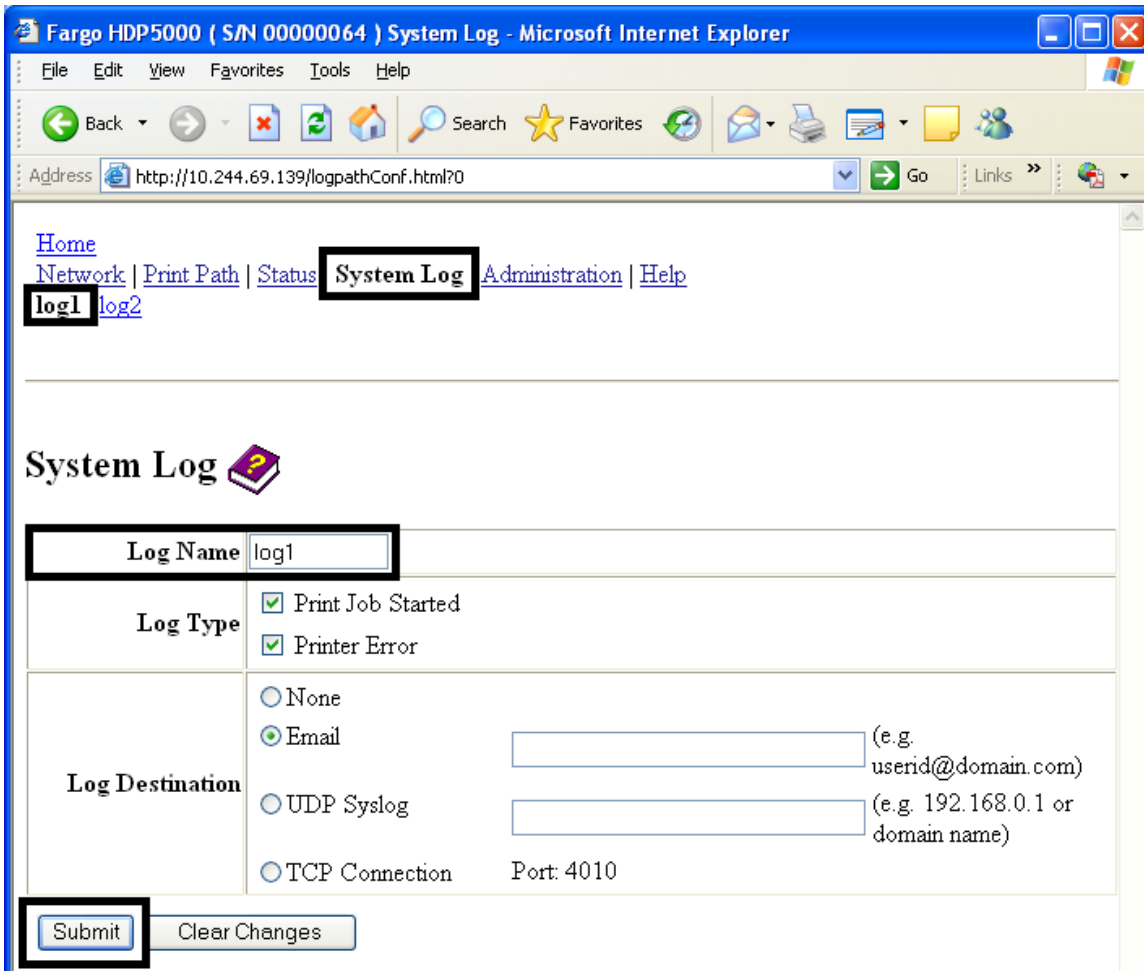 Fargo HDP5000 ( S/N 00000064 ) System Log - Microsoft Internet Explorer
File Edit View Favorites Tools Help
Back Search Favorites
Address http://10.244.69.139/logpathConf.html?0 Go Links »
Home
Network | Print Path | Status System Log Administration | Help
log1 log2
System Log
Log Name log1
Log Type
Print Job Started
Printer Error
Log Destination
None
Email (e.g.
userid@domain.com)
UDP Syslog (e.g. 192.168.0.1 or
domain name)
TCP Connection Port: 4010
Submit Clear Changes